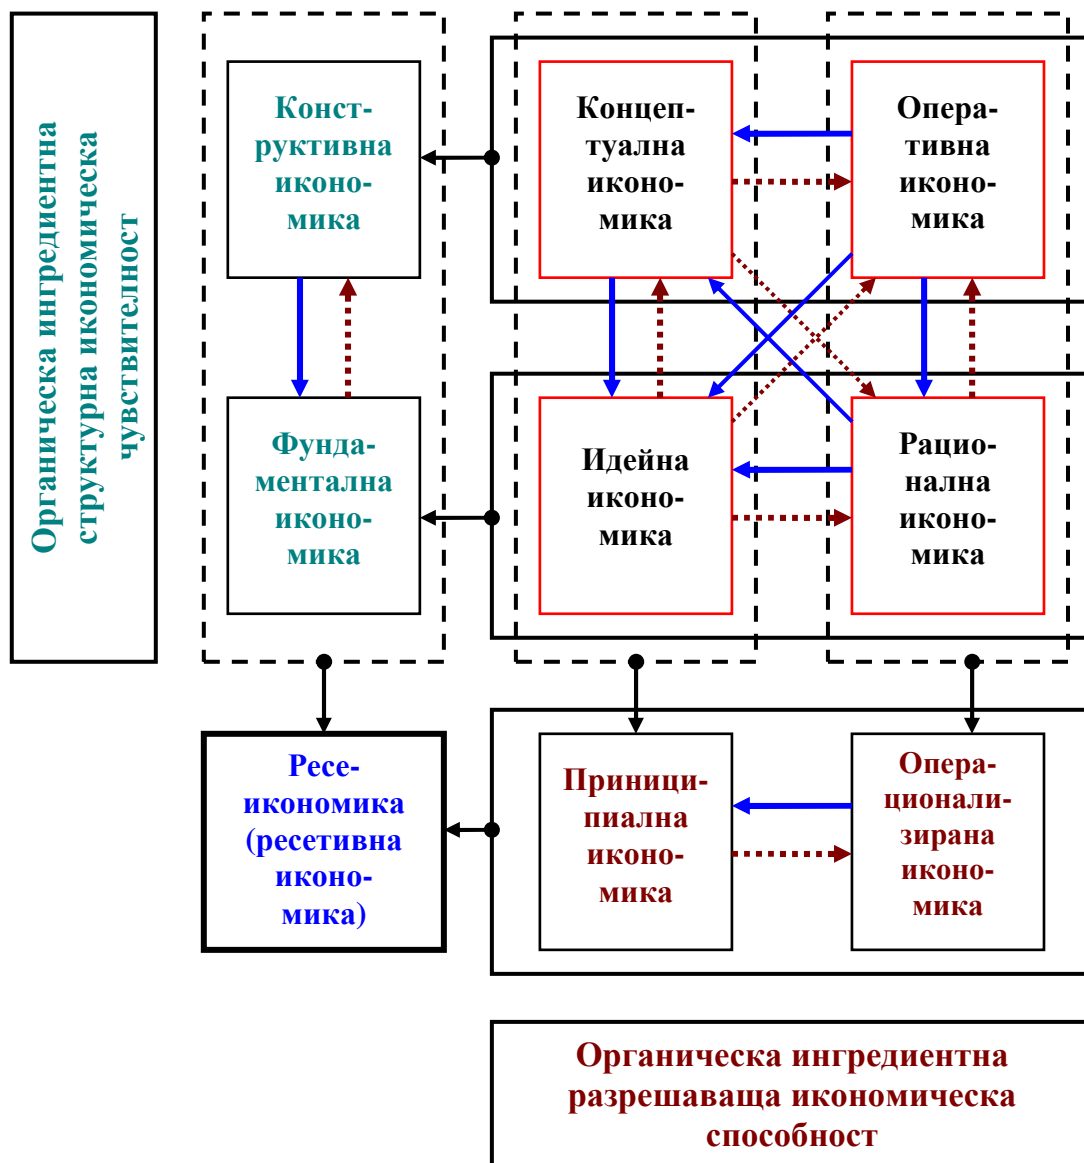 Органическа ингредиентна
структурна икономическа
чувствителност
Конст-
руктивна
иконо-
мика
Концеп-
туална
иконо-
мика
Опера-
тивна
иконо-
мика
Фунда-
ментална
иконо-
мика
Идейна
иконо-
мика
Рацио-
нална
иконо-
мика
Ресе-
икономика
(ресетивна
иконо-
мика)
Приници-
пиална
иконо-
мика
Опера-
ционали-
зирана
иконо-
мика
Органическа ингредиентна
разрешаваща икономическа
способност